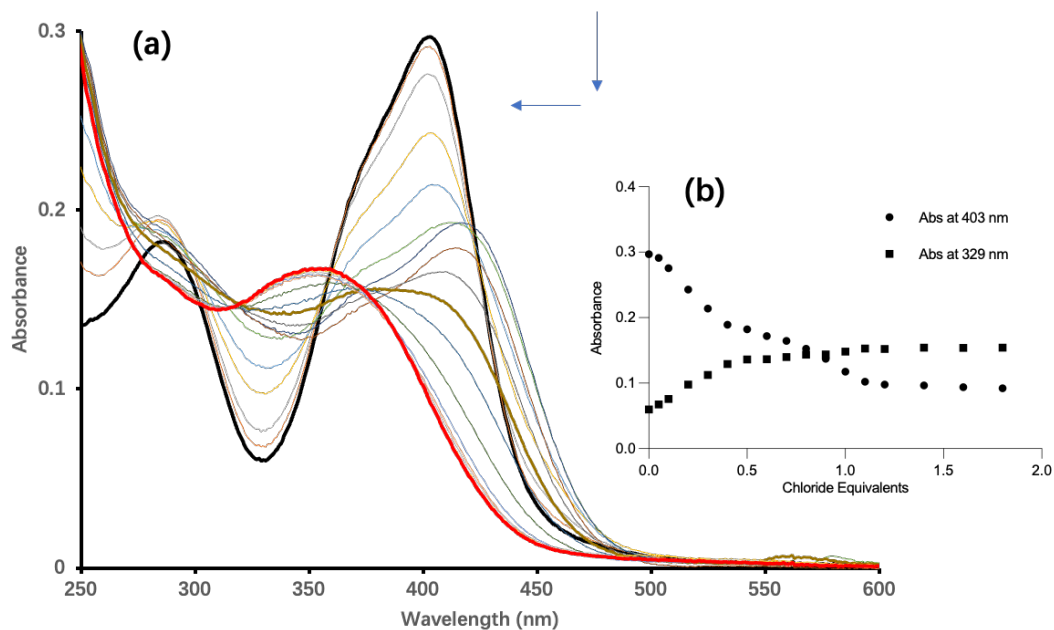 (a)
0.3
0.2
0.1
0
Absorbance
250
300
350
400
450
500
550
600
Wavelength (nm)
(b)
0.4
0.3
0.2
0.1
0.0
Absorbance
Abs at 403 nm
Abs at 329 nm
0.0
0.5
1.0
1.5
2.0
Chloride Equivalents